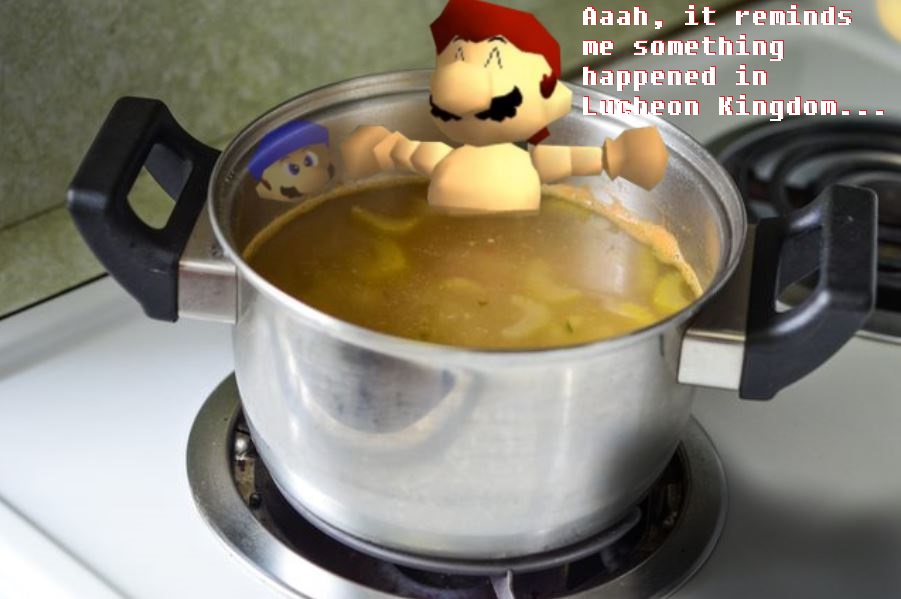 Aaah, it reminds
me something
happened in
Lucheon Kingdom...